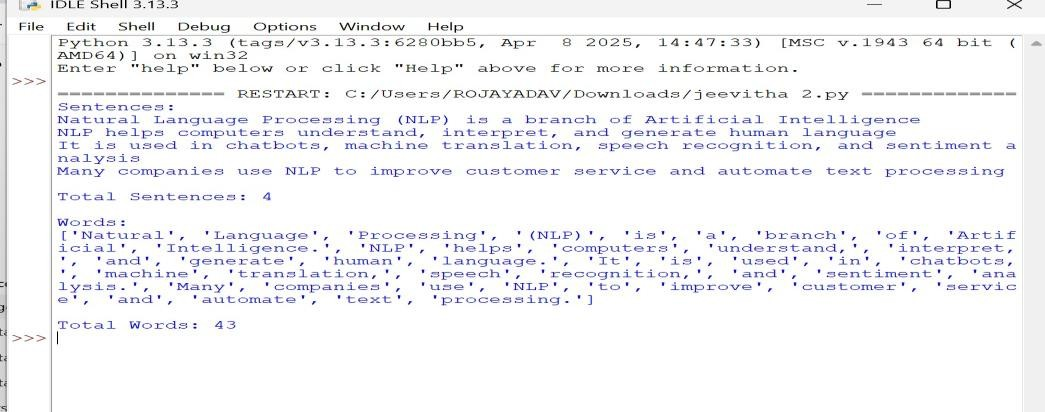 IDLE Shell 3.13.3
File Edit Shell Debug Options Window Help
Python 3.13.3 (tags/v3.13.3:6280bb5, Apr  8 2025, 14:47:33) [MSC v.1943 64 bit (
AMD64)] on win32
Enter "help" below or click "Help" above for more information.
>>>
=============== RESTART: C:/Users/ROJAYADAV/Downloads/jeevitha 2.py ==============
Sentences:
Natural Language Processing (NLP) is a branch of Artificial Intelligence
NLP helps computers understand, interpret, and generate human language
It is used in chatbots, machine translation, speech recognition, and sentiment a
nalysis
Many companies use NLP to improve customer service and automate text processing
Total Sentences: 4
Words:
['Natural', 'Language', 'Processing', '(NLP)', 'is', 'a', 'branch', 'of', 'Artif
icial', 'Intelligence.', 'NLP', 'helps', 'computers', 'understand,', 'interpret,
', 'and', 'generate', 'human', 'language.', 'It', 'is', 'used', 'in', 'chatbots,
', 'machine', 'translation,', 'speech', 'recognition,', 'and', 'sentiment', 'ana
lysis.', 'Many', 'companies', 'use', 'NLP', 'to', 'improve', 'customer', 'servic
e', 'and', 'automate', 'text', 'processing.']
Total Words: 43
>>>